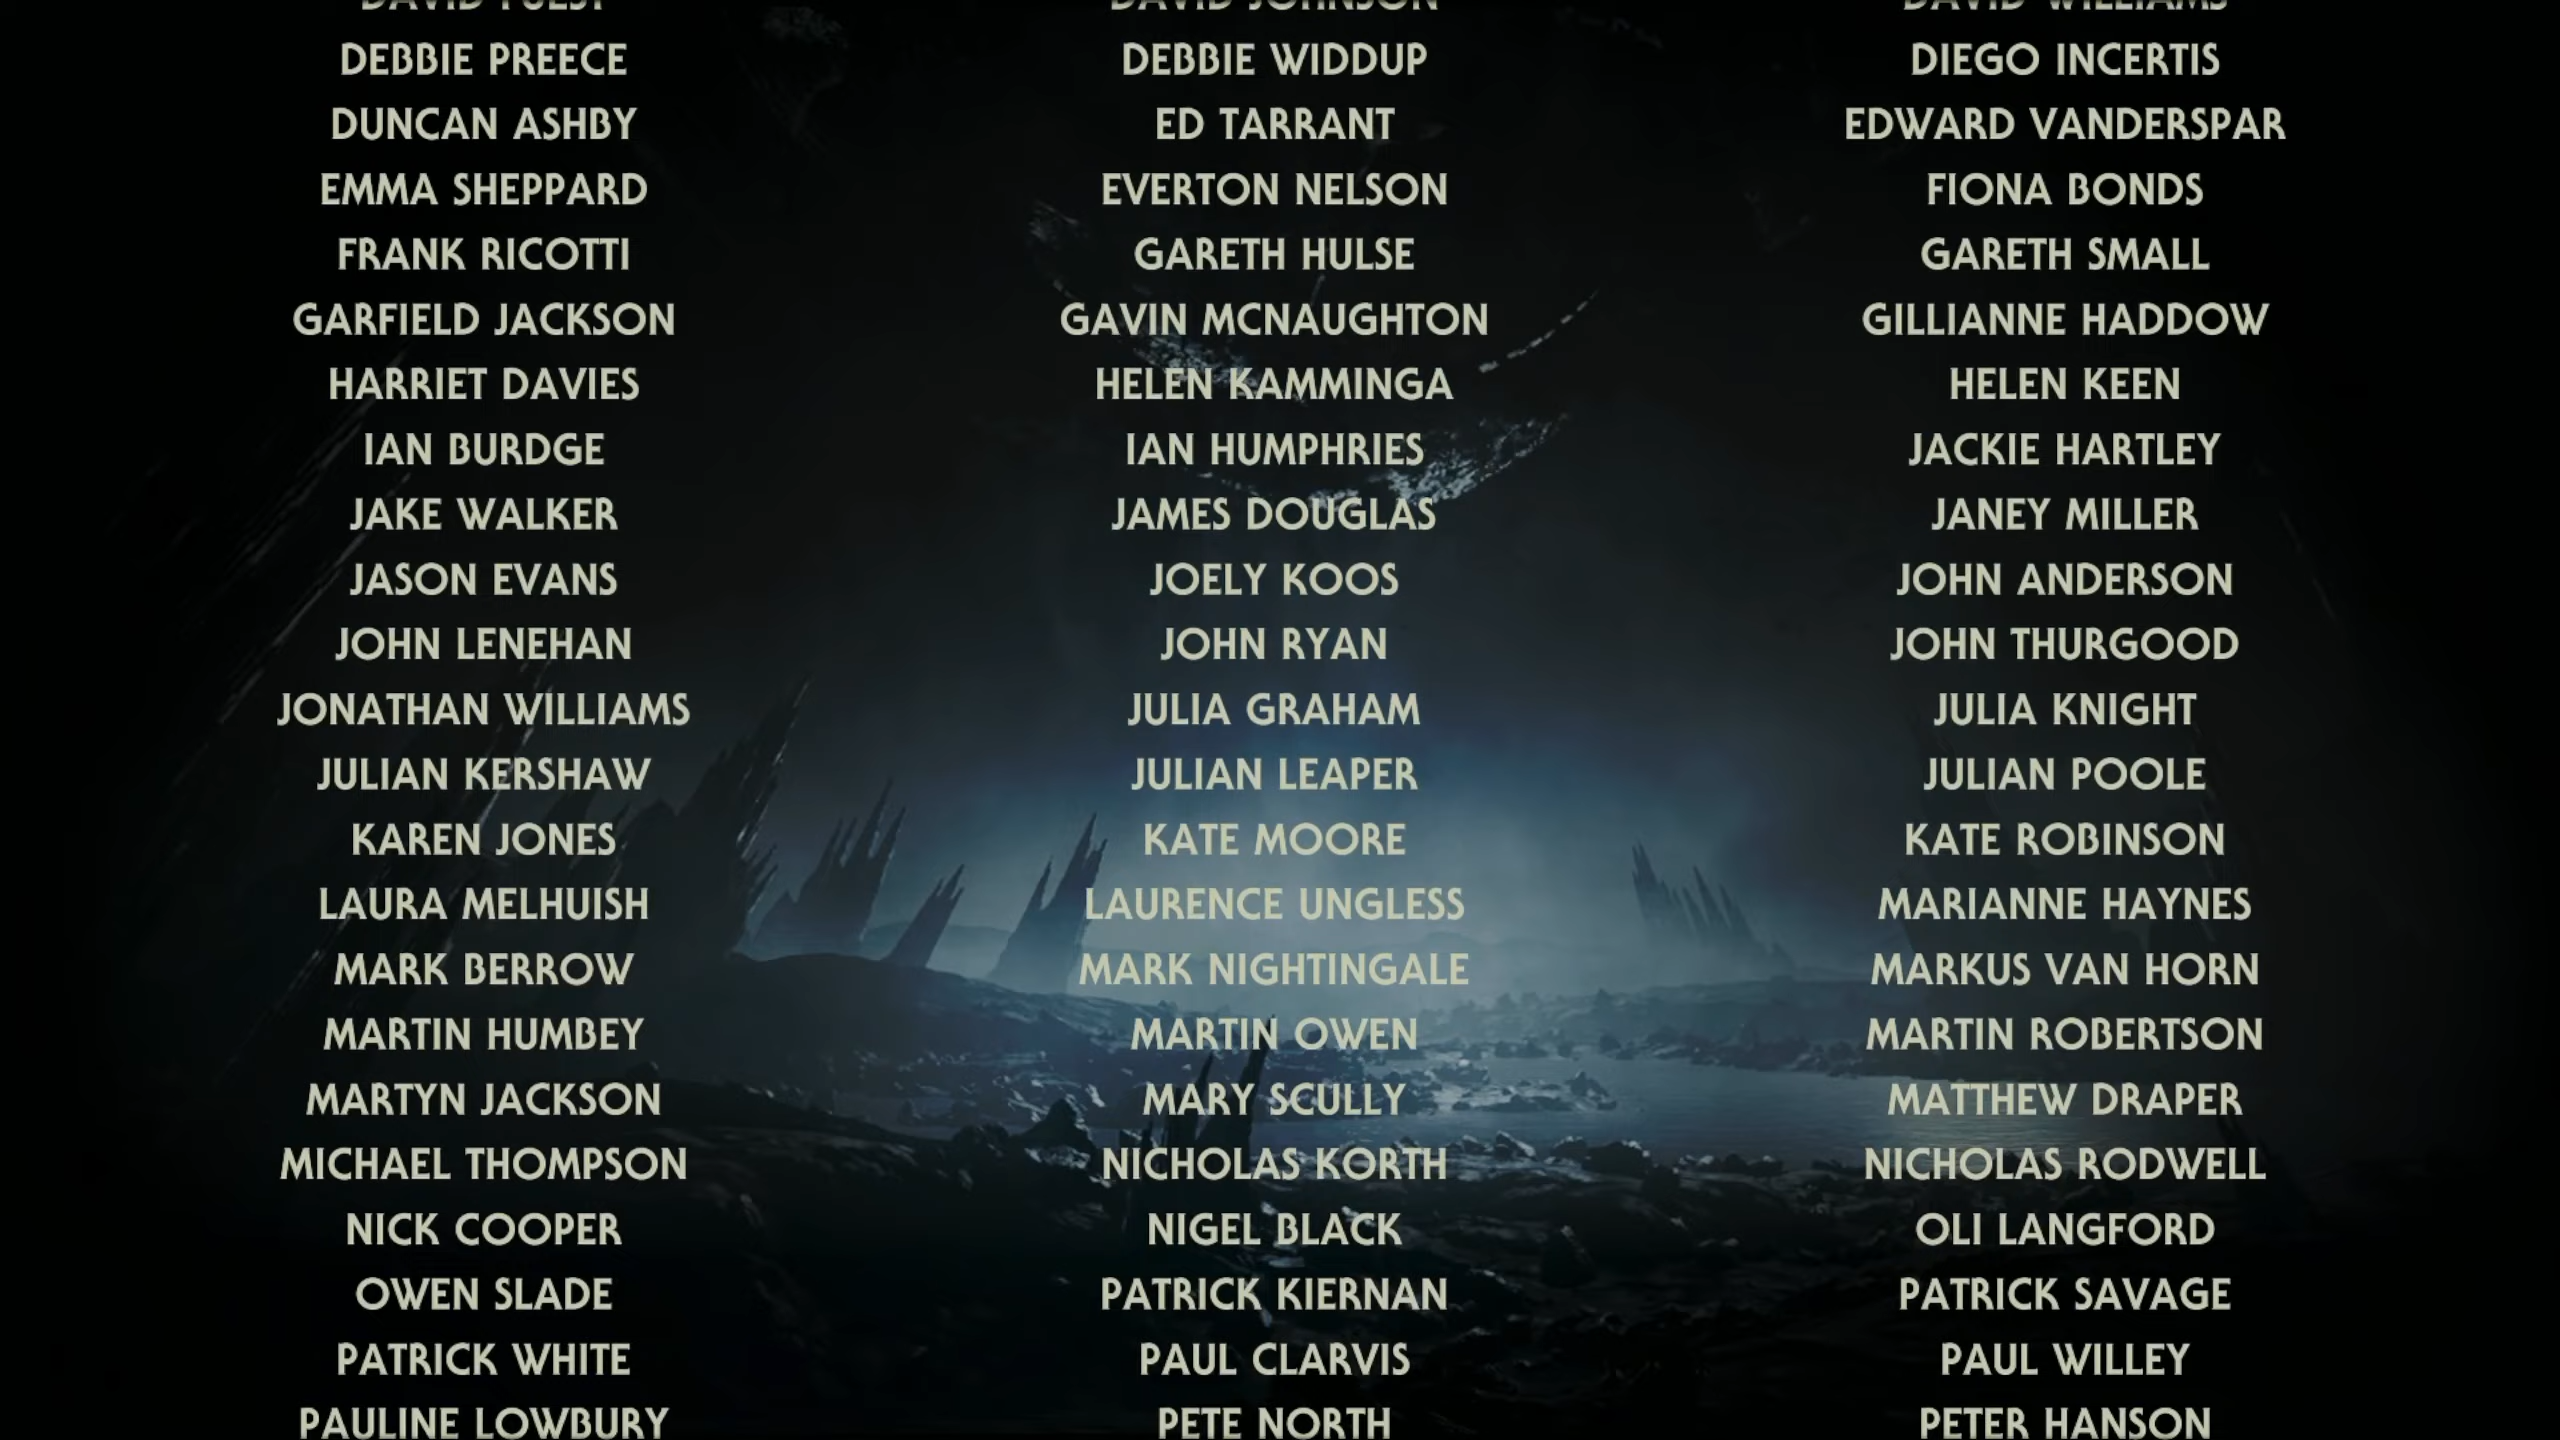 DAVID JOHNSON
DAVID WILLIAMS
DEBBIE PREECE
DEBBIE WIDDUP
DIEGO INCERTIS
DUNCAN ASHBY
ED TARRANT
EDWARD VANDERSPAR
EMMA SHEPPARD
EVERTON NELSON
FIONA BONDS
FRANK RICOTTI
GARETH HULSE
GARETH SMALL
GARFIELD JACKSON
GAVIN MCNAUGHTON
GILLIANNE HADDOW
HARRIET DAVIES
HELEN KAMMINGA
HELEN KEEN
IAN BURDGE
IAN HUMPHRIES
JACKIE HARTLEY
JAKE WALKER
JAMES DOUGLAS
JANEY MILLER
JASON EVANS
JOELY KOOS
JOHN ANDERSON
JOHN LENEHAN
JOHN RYAN
JOHN THURGOOD
JONATHAN WILLIAMS
JULIA GRAHAM
JULIA KNIGHT
JULIAN KERSHAW
JULIAN LEAPER
JULIAN POOLE
KAREN JONES
KATE MOORE
KATE ROBINSON
LAURA MELHUISH
LAURENCE UNGLESS
MARIANNE HAYNES
MARK BERROW
MARK NIGHTINGALE
MARKUS VAN HORN
MARTIN HUMBEY
MARTIN OWEN
MARTIN ROBERTSON
MARTYN JACKSON
MARY SCULLY
MATTHEW DRAPER
MICHAEL THOMPSON
NICHOLAS KORTH
NICHOLAS RODWELL
NICK COOPER
NIGEL BLACK
OLI LANGFORD
OWEN SLADE
PATRICK KIERNAN
PATRICK SAVAGE
PATRICK WHITE
PAUL CLARVIS
PAUL WILLEY
PAULINE LOWBURY
PETE NORTH
PETER HANSON